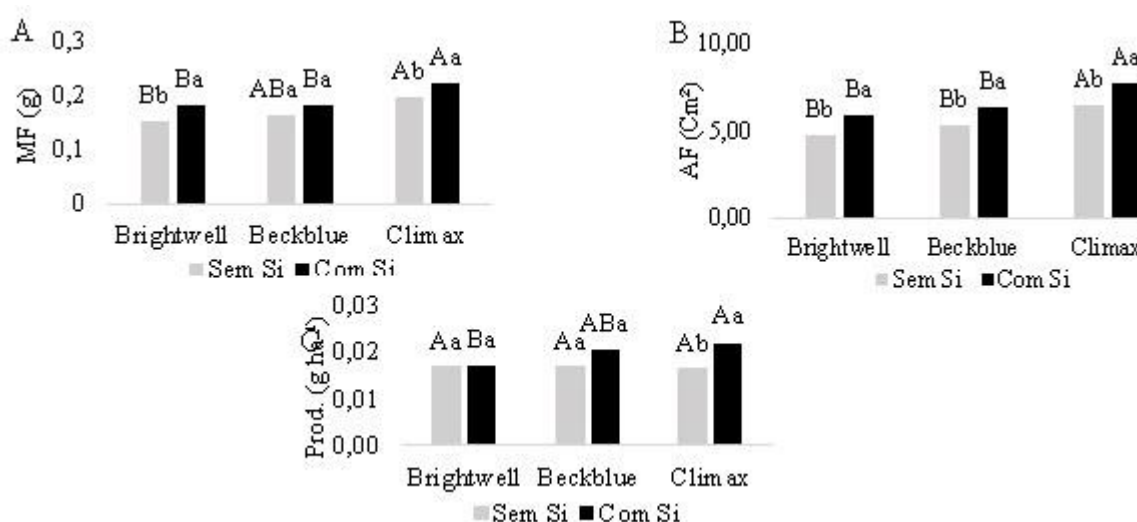 A
0,3
0,2
0,1
0
MF (g)
Bb Ba ABa Ba Ab Aa
Brightwell Beckblue Climax
Sem Si Com Si
B
10,00
5,00
0,00
AF (Cm²)
Bb Ba Bb Ba Ab Aa
Brightwell Beckblue Climax
Sem Si Com Si
C
0,03
0,02
0,01
0,00
Prod. (g ha⁻¹)
Aa Ba Aa ABa Ab Aa
Brightwell Beckblue Climax
Sem Si Com Si